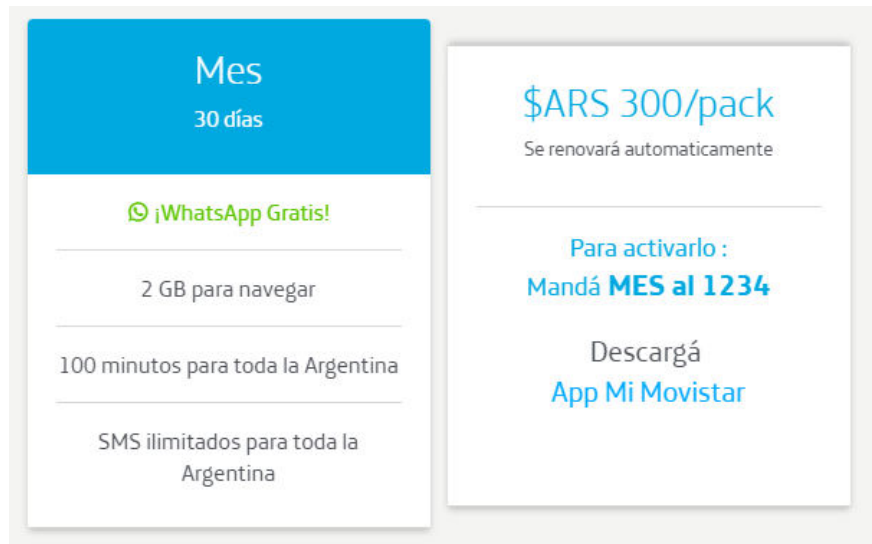 Mes
30 días
¡WhatsApp Gratis!
2 GB para navegar
100 minutos para toda la Argentina
SMS ilimitados para toda la
Argentina
$ARS 300/pack
Se renovará automaticamente
Para activarlo :
Mandá MES al 1234
Descargá
App Mi Movistar